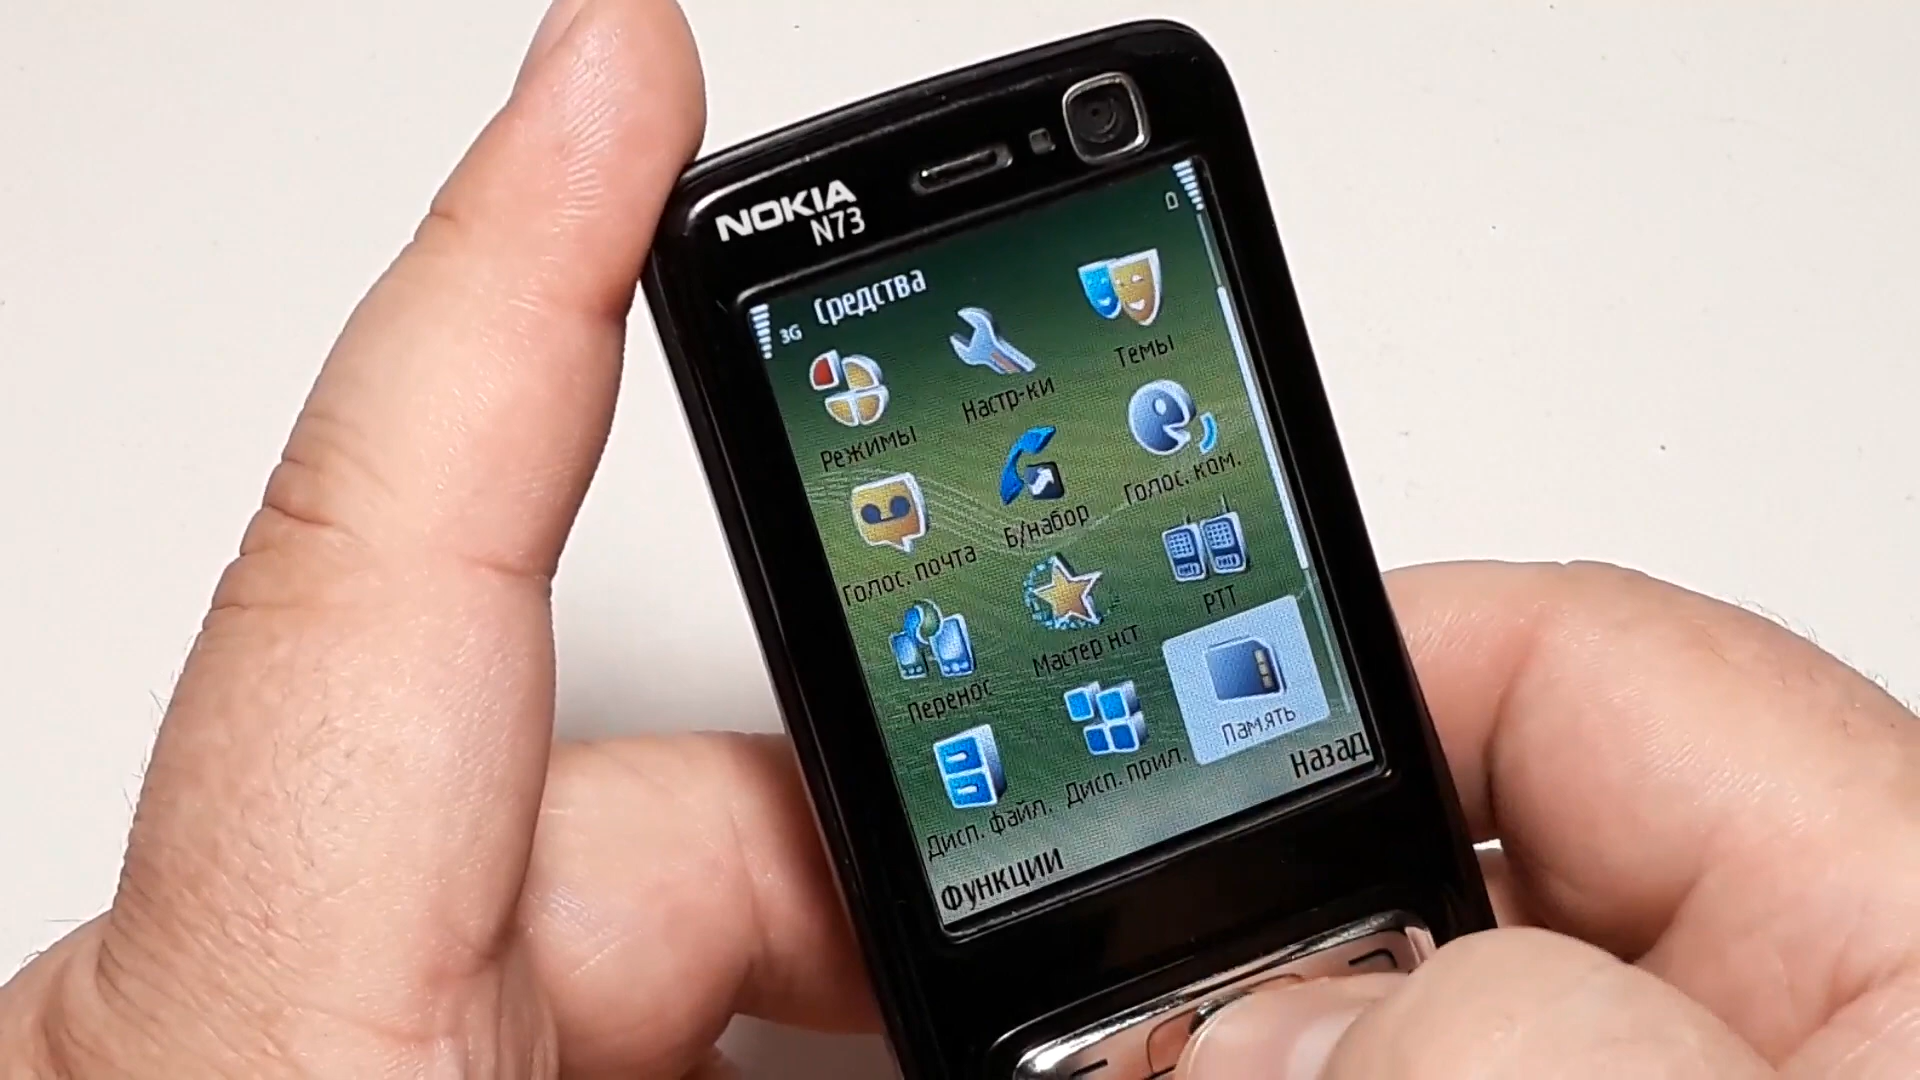 NOKIA
N73
3G
Средства
Режимы
Настр-ки
Темы
Голос. почта
Б/набор
Голос. ком.
Перенос
Мастер нст
PTT
Дисп. файл.
Дисп. прил.
Память
Функции
Назад